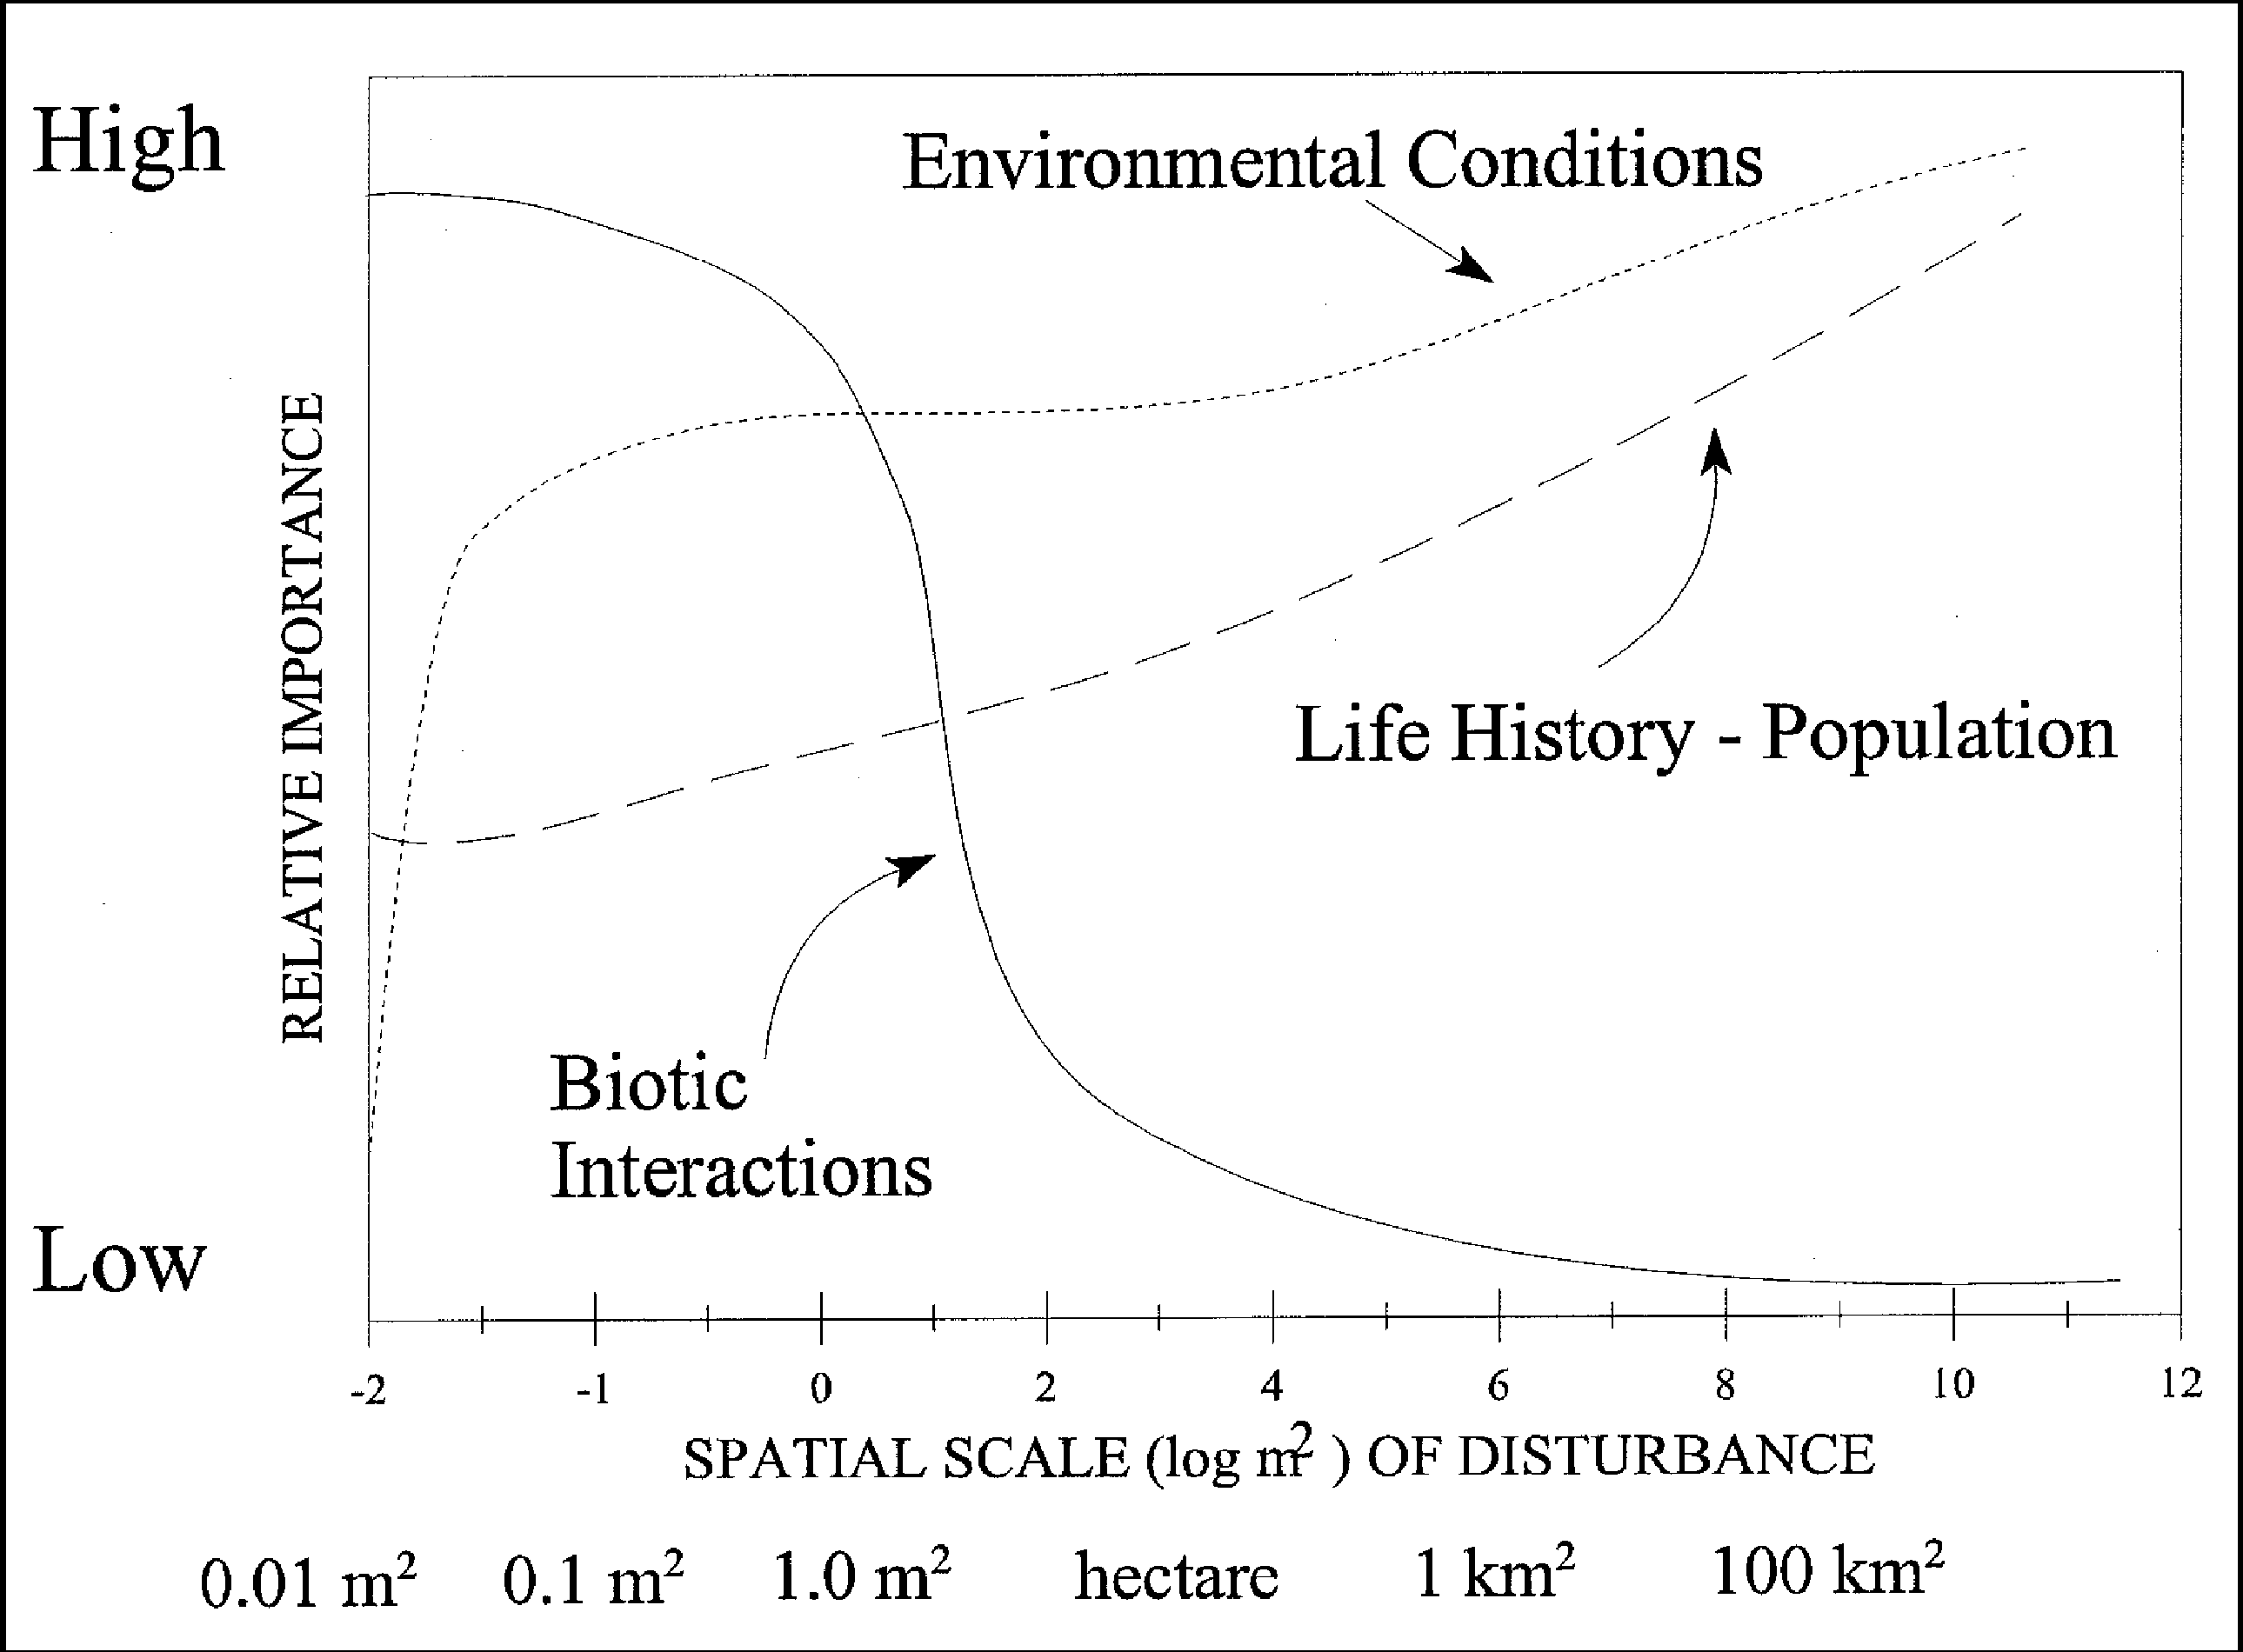 High
Environmental Conditions
RELATIVE IMPORTANCE
Life History - Population
Biotic
Interactions
Low
-2 -1 0 2 4 6 8 10 12
SPATIAL SCALE (log m²) OF DISTURBANCE
0.01 m² 0.1 m² 1.0 m² hectare 1 km² 100 km²